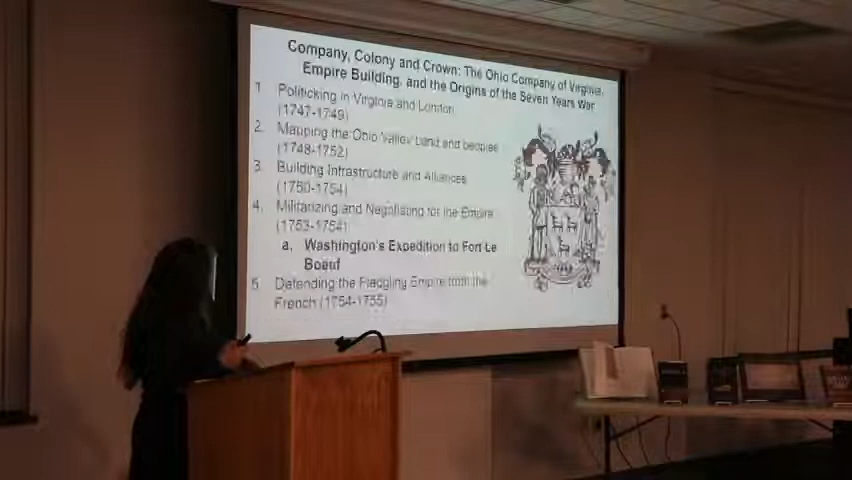 Company, Colony and Crown: The Ohio Company of Virginia,
Empire Building, and the Origins of the Seven Years War
1. Politicking in Virginia and London
(1747-1749)
2. Mapping the Ohio Valley Land and peoples
(1748-1752)
3. Building Infrastructure and Alliances
(1750-1754)
4. Militarizing and Negotiating for the Empire
(1753-1754)
a. Washington's Expedition to Fort Le
Boeuf
5. Defending the Fledgling Empire from the
French (1754-1755)